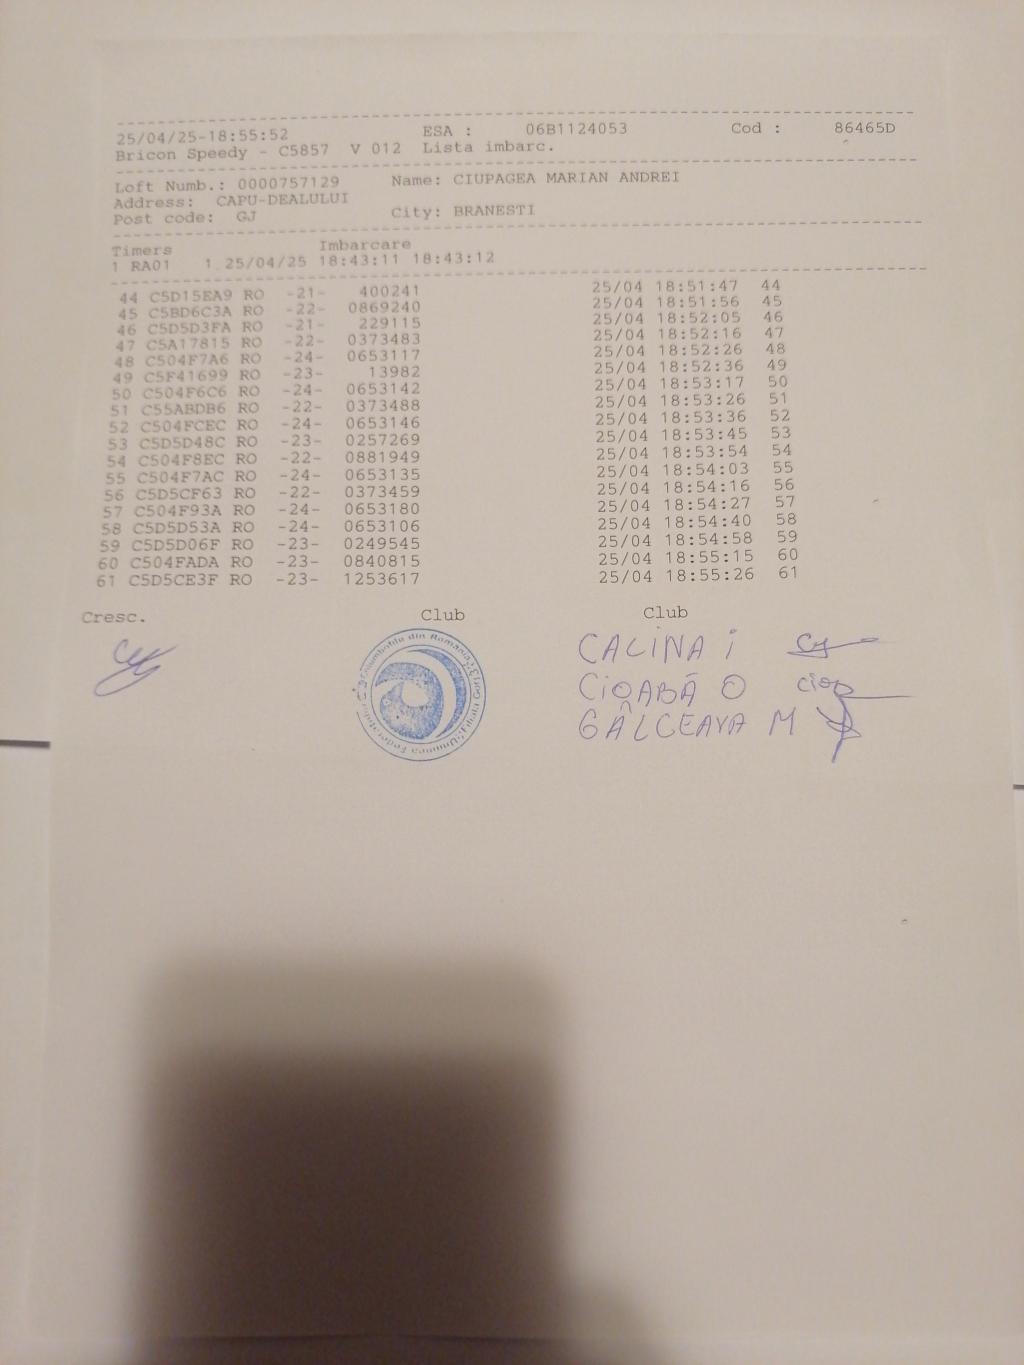 25/04/25-18:55:52 ESA : 06B1124053 Cod : 86465D
Bricon Speedy - C5857 V 012 Lista imbarc.
Loft Numb.: 0000757129 Name: CIUPAGEA MARIAN ANDREI
Address: CAPU-DEALULUI
Post code: GJ City: BRANESTI
Timers Imbarcare
1 RA01 1 25/04/25 18:43:11 18:43:12
44 C5D15EA9 RO -21- 400241 25/04 18:51:47 44
45 C5BD6C3A RO -22- 0869240 25/04 18:51:56 45
46 C5D5D3FA RO -21- 229115 25/04 18:52:05 46
47 C5A17815 RO -22- 0373483 25/04 18:52:16 47
48 C504F7A6 RO -24- 0653117 25/04 18:52:26 48
49 C5F41699 RO -23- 13982 25/04 18:52:36 49
50 C504F6C6 RO -24- 0653142 25/04 18:53:17 50
51 C55ABDB6 RO -22- 0373488 25/04 18:53:26 51
52 C504FCEC RO -24- 0653146 25/04 18:53:36 52
53 C5D5D48C RO -23- 0257269 25/04 18:53:45 53
54 C504F8EC RO -22- 0881949 25/04 18:53:54 54
55 C504F7AC RO -24- 0653135 25/04 18:54:03 55
56 C5D5CF63 RO -22- 0373459 25/04 18:54:16 56
57 C504F93A RO -24- 0653180 25/04 18:54:27 57
58 C5D5D53A RO -24- 0653106 25/04 18:54:40 58
59 C5D5D06F RO -23- 0249545 25/04 18:54:58 59
60 C504FADA RO -23- 0840815 25/04 18:55:15 60
61 C5D5CE3F RO -23- 1253617 25/04 18:55:26 61
Cresc. Club Club
CALINA i
CIOABĂ O
GÂLCEAVA M
din Romania